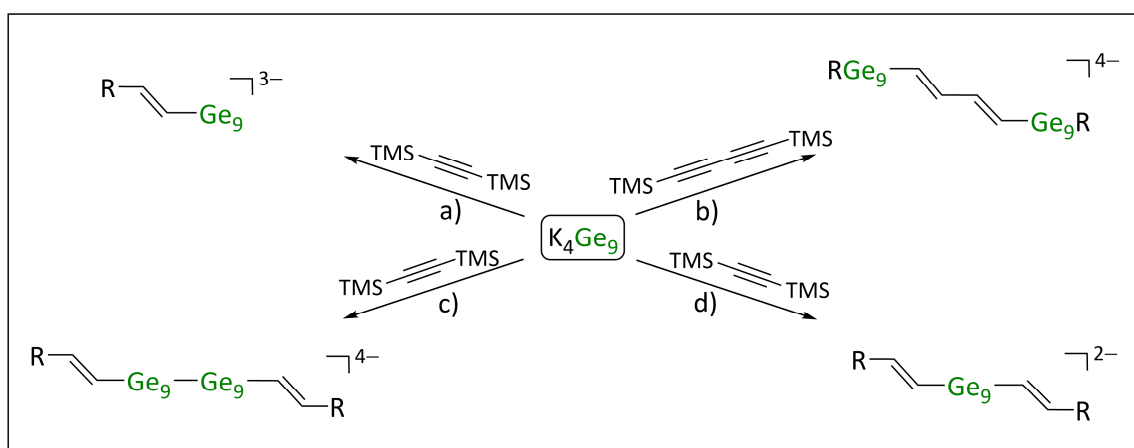 R
Ge₉
3–
TMS
TMS
a)
RGe₉
Ge₉R
4–
TMS
TMS
b)
K₄Ge₉
TMS
TMS
c)
R
Ge₉
Ge₉
R
4–
TMS
TMS
d)
R
Ge₉
R
2–